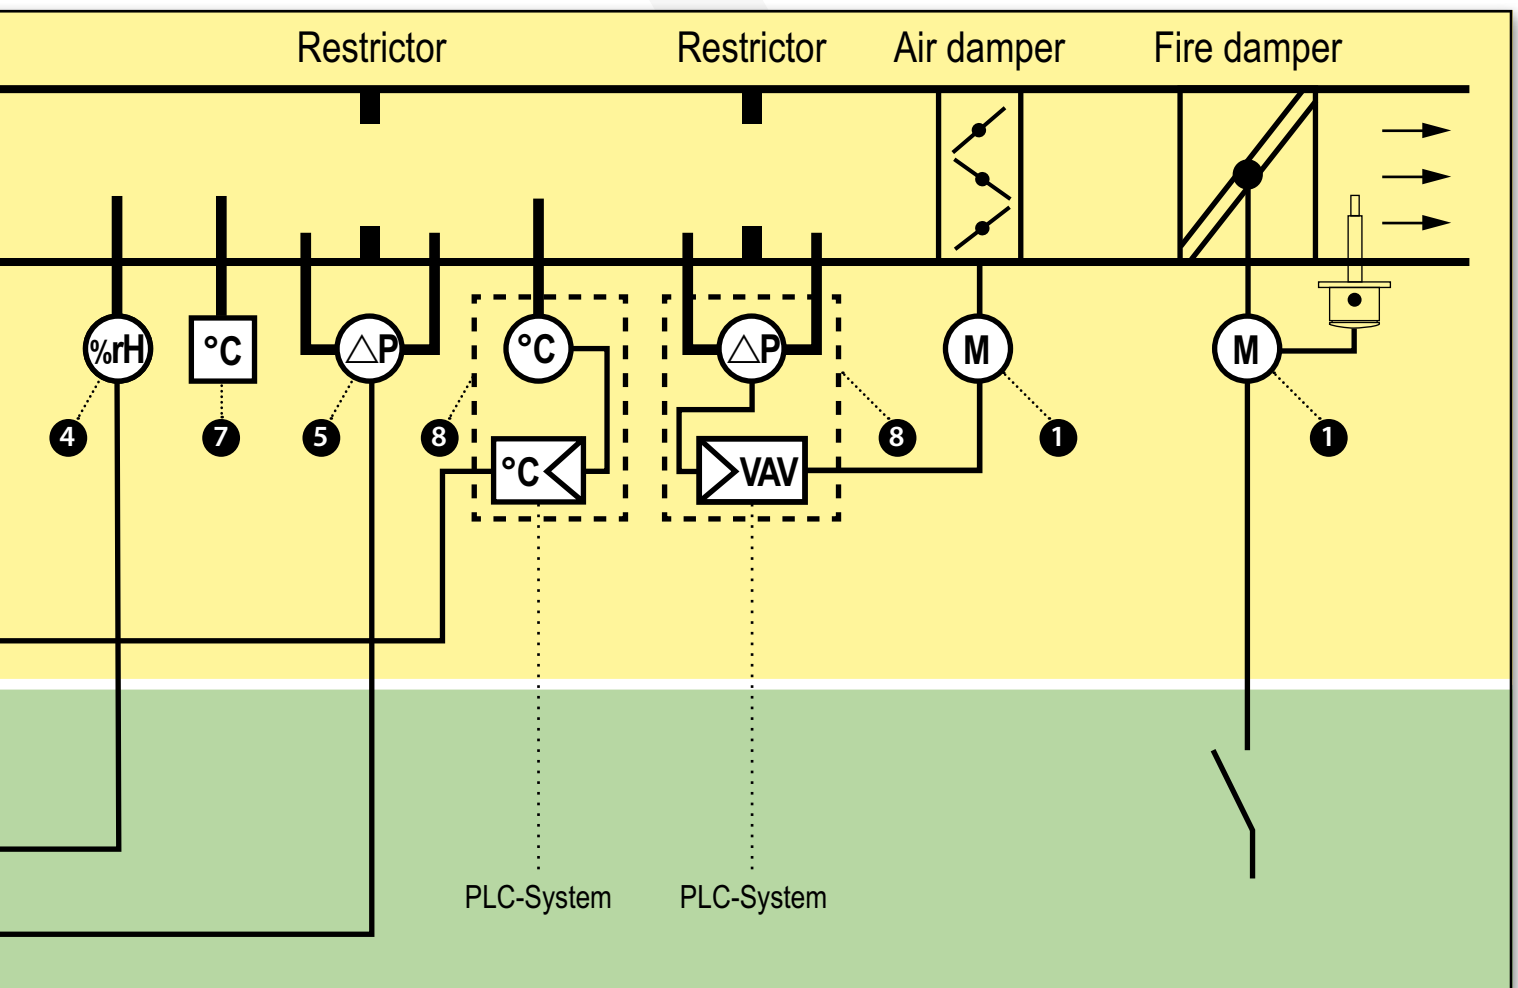 Restrictor Restrictor Air damper Fire damper
%rH °C △P °C △P M M
4 7 5 8 8 1 1
°C VAV
PLC-System PLC-System